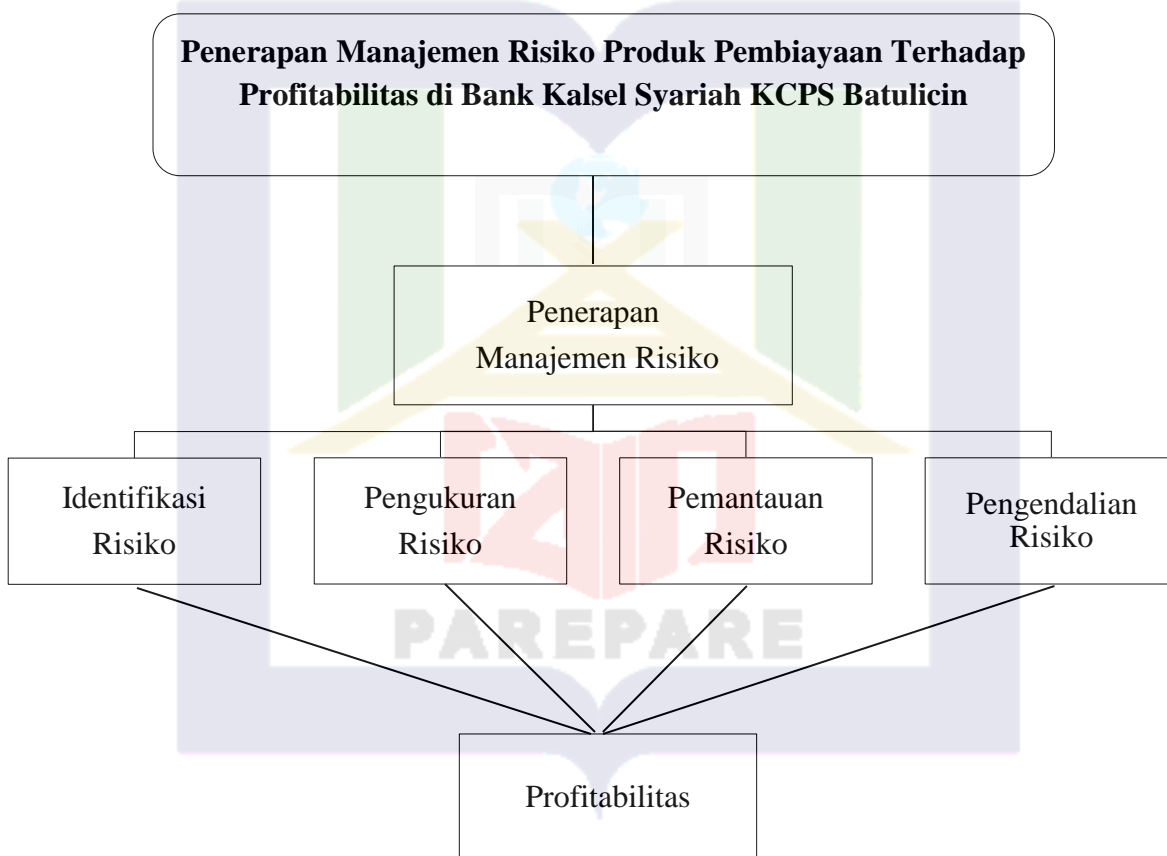 Penerapan Manajemen Risiko Produk Pembiayaan Terhadap
Profitabilitas di Bank Kalsel Syariah KCPS Batulicin
Penerapan
Manajemen Risiko
Identifikasi
Risiko
Pengukuran
Risiko
Pemantauan
Risiko
Pengendalian
Risiko
PAREPARE
Profitabilitas